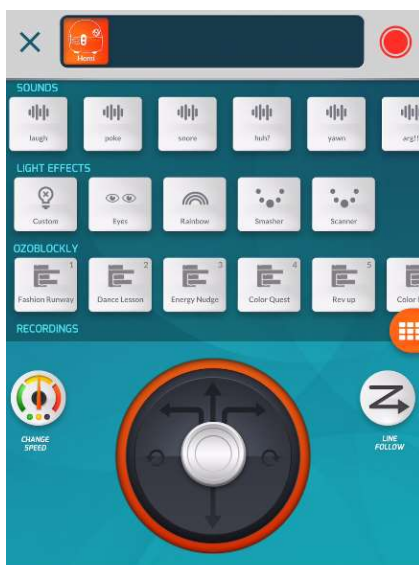 Hemi
SOUNDS
laugh poke snore huh? yawn
LIGHT EFFECTS
Custom Eyes Rainbow Smasher Scanner
OZOBLOCKLY
1 2 3 4 5
Fashion Runway Dance Lesson Energy Nudge Color Quest Rev up Color
RECORDINGS
CHANGE
SPEED
LINE
FOLLOW